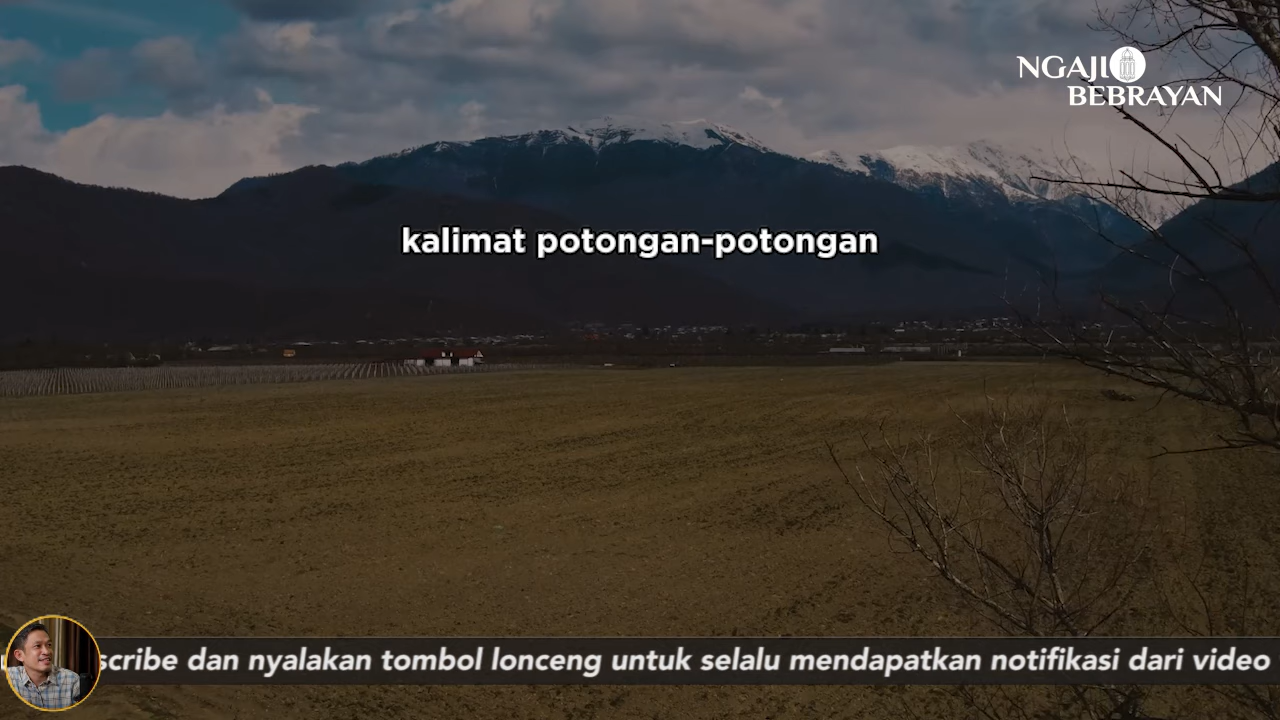 NGAJI
BEBRAYAN
kalimat potongan-potongan
scribe dan nyalakan tombol lonceng untuk selalu mendapatkan notifikasi dari video